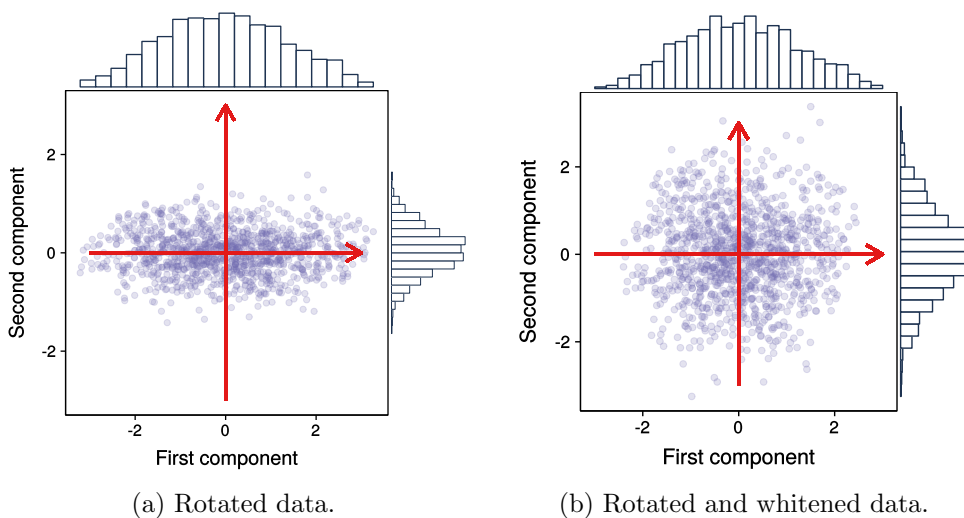 2
0
-2
Second component
-2
0
2
First component
(a) Rotated data.
2
0
-2
Second component
-2
0
2
First component
(b) Rotated and whitened data.